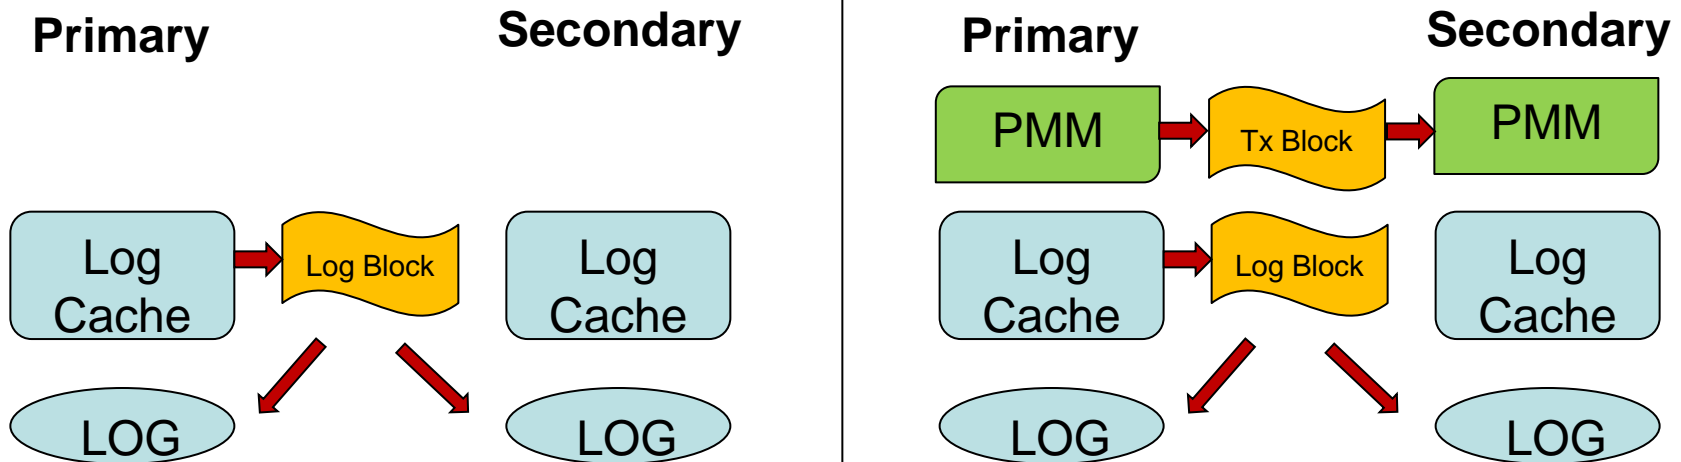 Primary
Secondary
Log
Cache
Log Block
Log
Cache
LOG
LOG
Primary
Secondary
PMM
Tx Block
PMM
Log
Cache
Log Block
Log
Cache
LOG
LOG